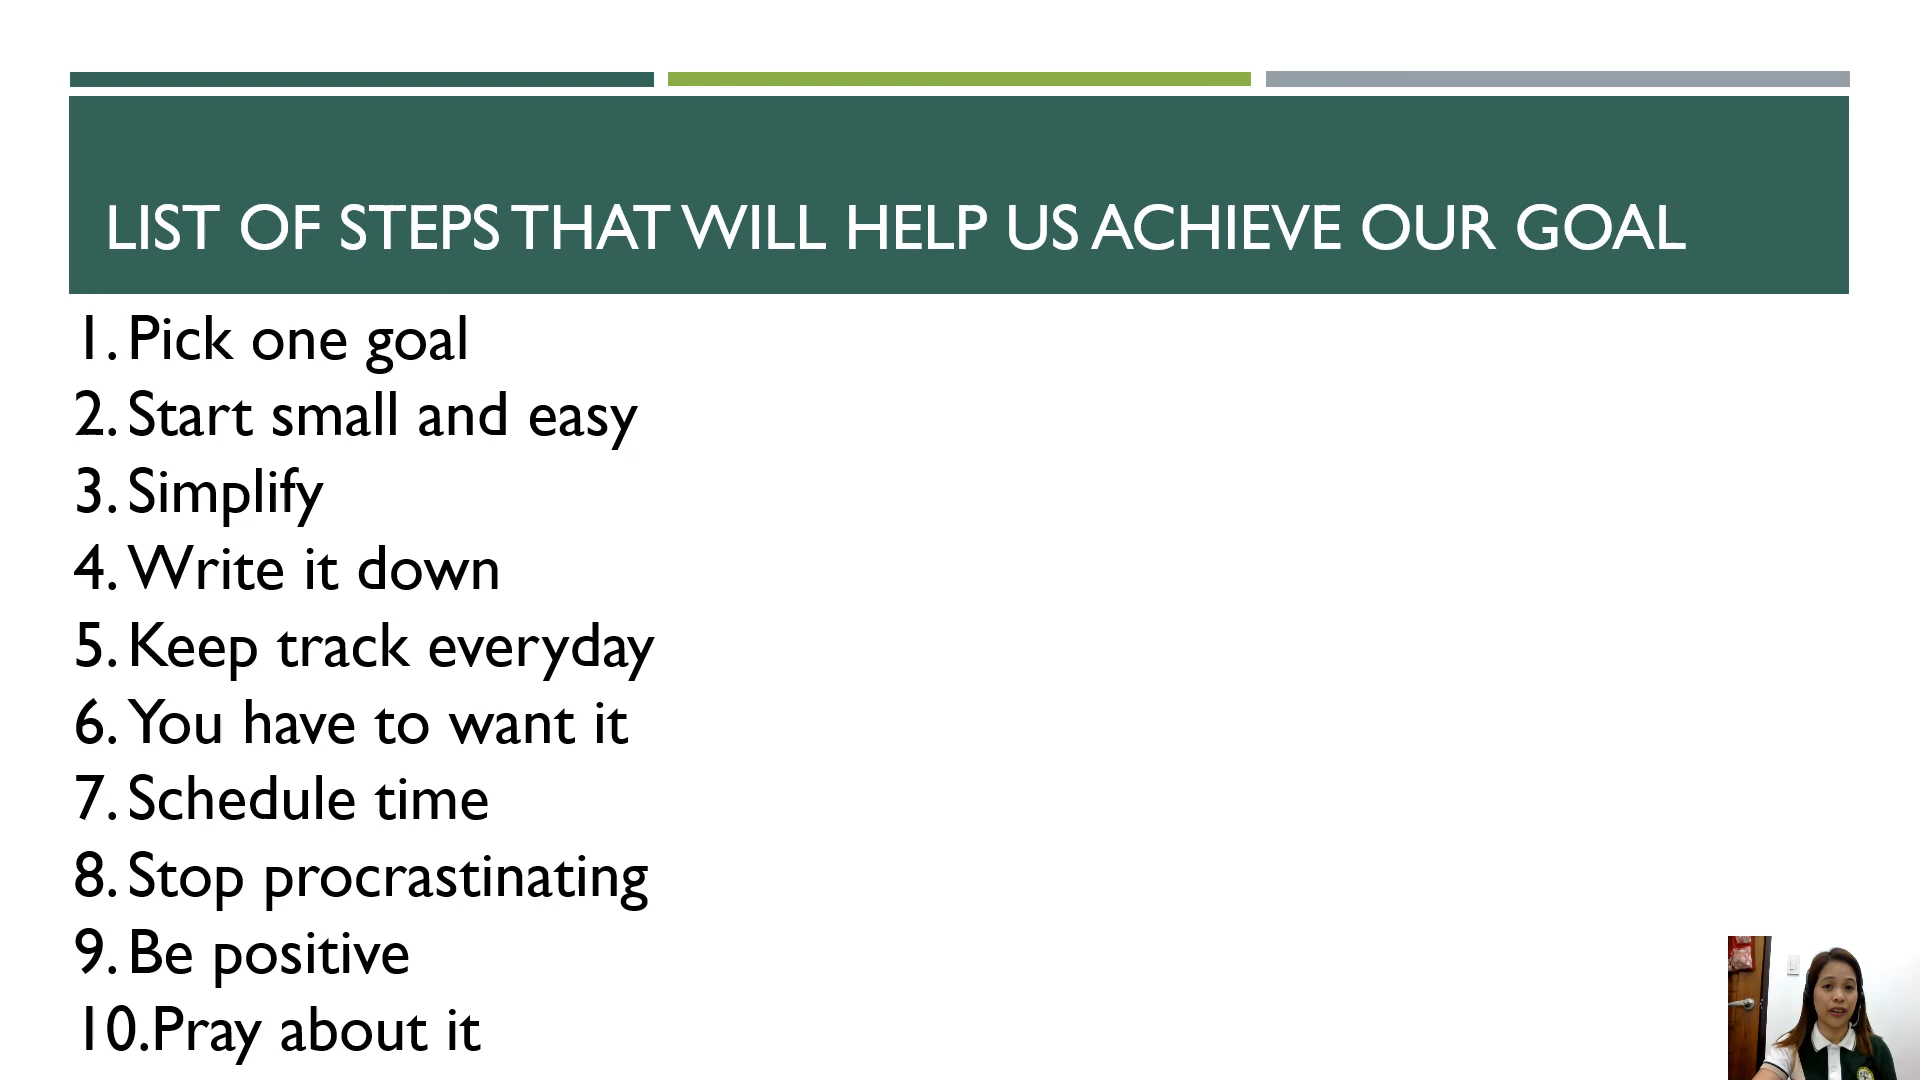 LIST OF STEPS THAT WILL HELP US ACHIEVE OUR GOAL
1. Pick one goal
2. Start small and easy
3. Simplify
4. Write it down
5. Keep track everyday
6. You have to want it
7. Schedule time
8. Stop procrastinating
9. Be positive
10. Pray about it